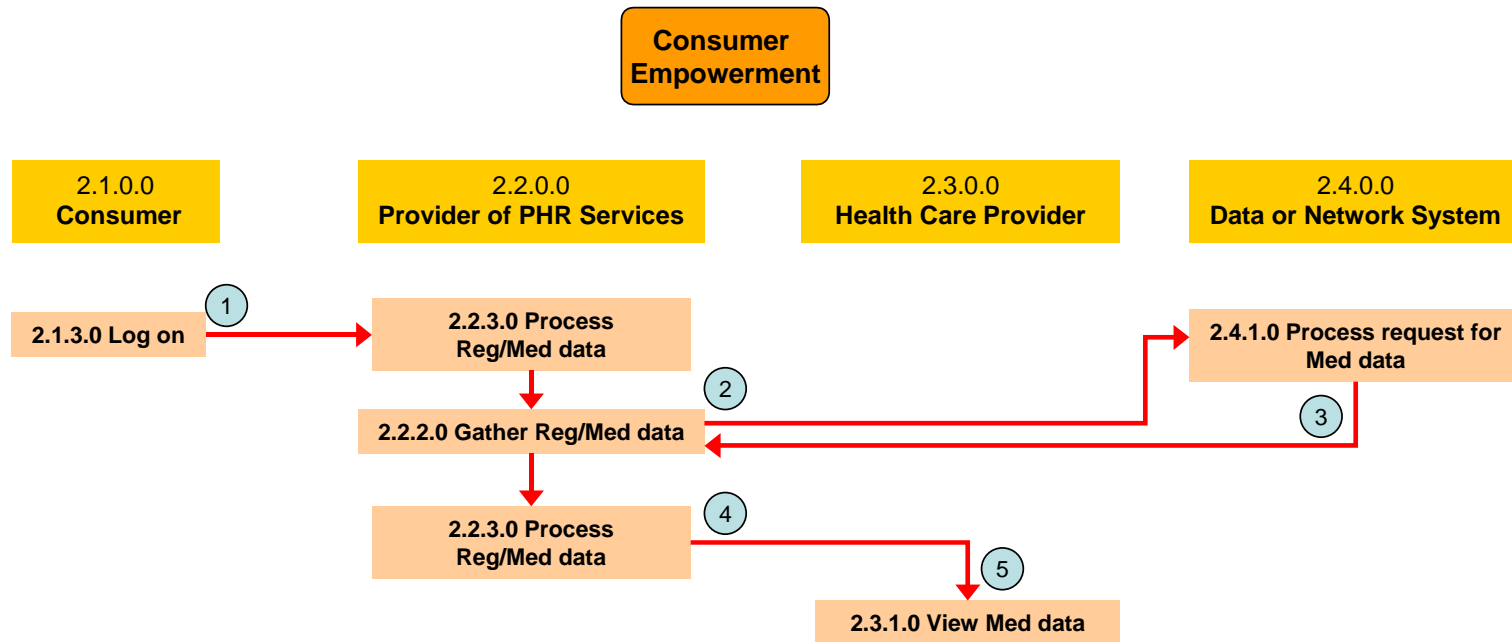 Consumer
Empowerment
2.1.0.0
Consumer
2.2.0.0
Provider of PHR Services
2.3.0.0
Health Care Provider
2.4.0.0
Data or Network System
1
2.1.3.0 Log on
2.2.3.0 Process
Reg/Med data
2.4.1.0 Process request for
Med data
2
3
2.2.2.0 Gather Reg/Med data
4
2.2.3.0 Process
Reg/Med data
5
2.3.1.0 View Med data